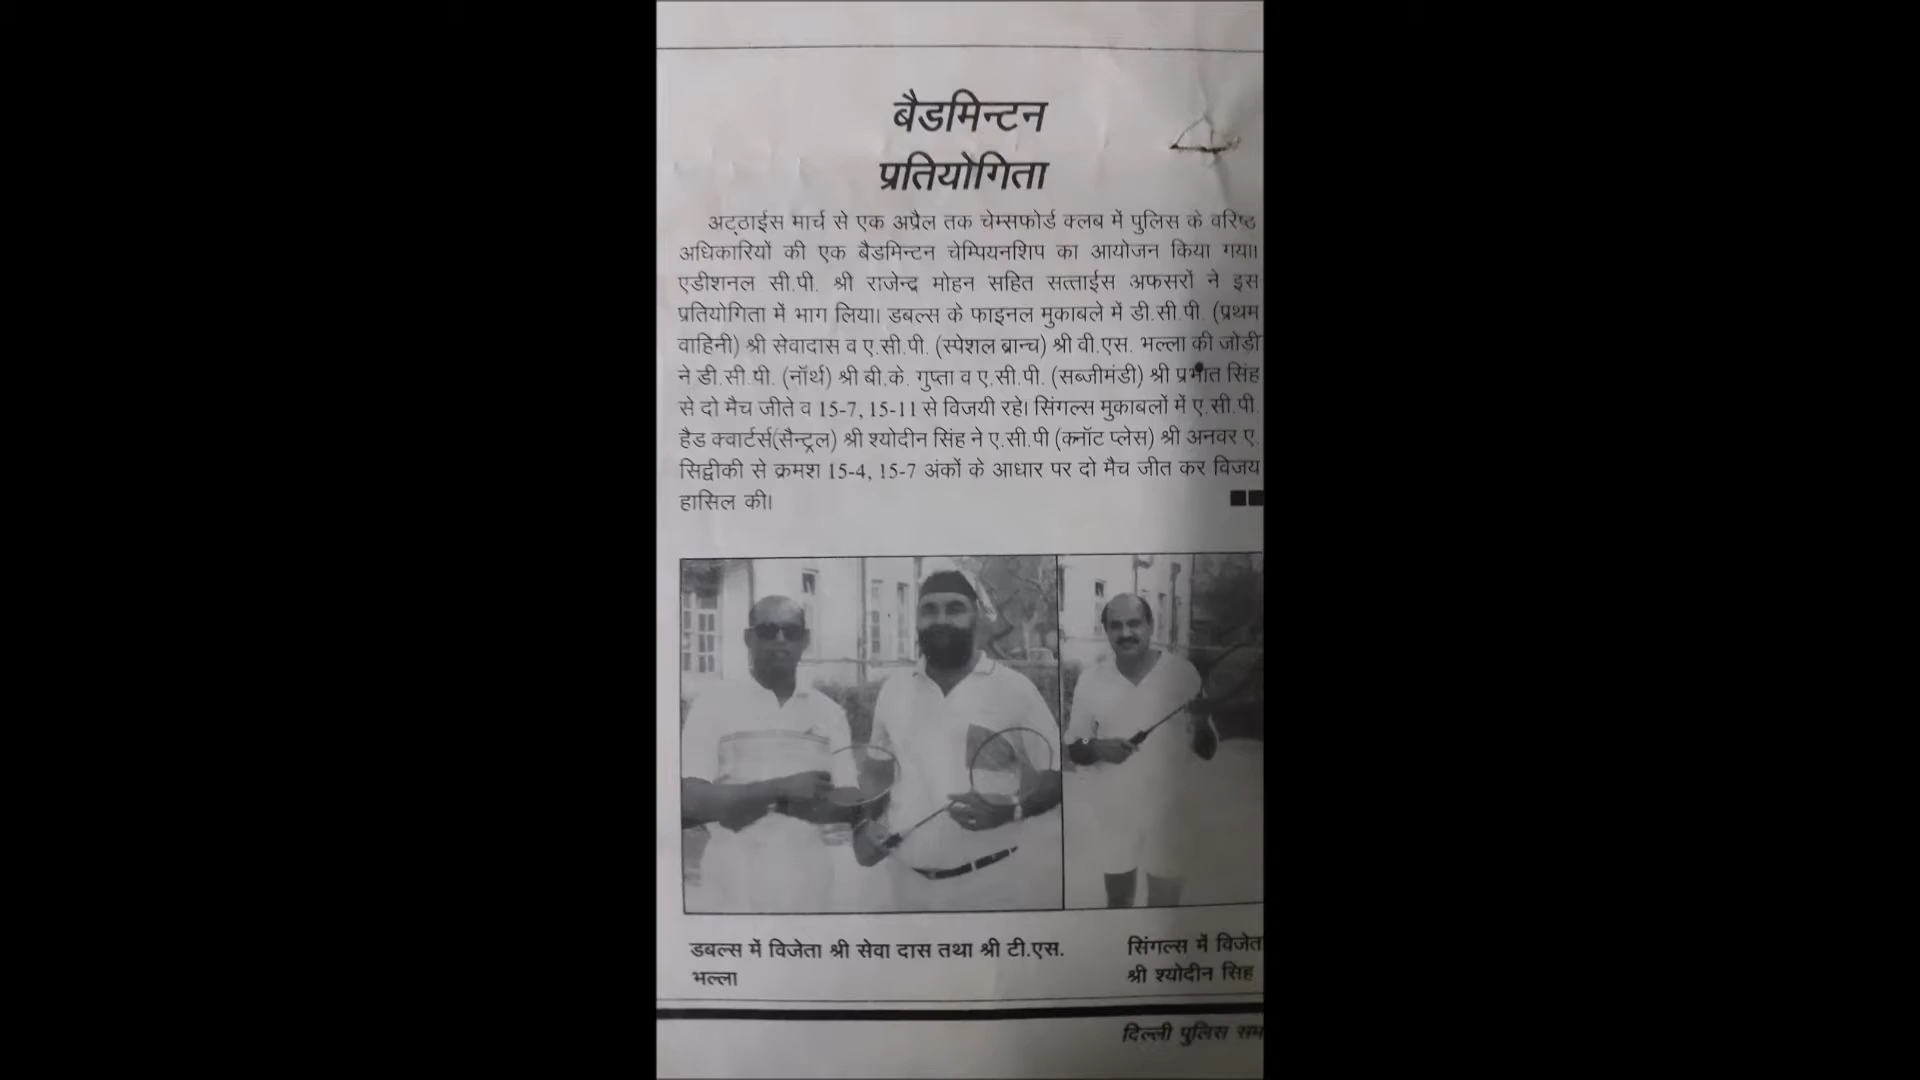 बैडमिन्टन
प्रतियोगिता
अट्ठाईस मार्च से एक अप्रैल तक चेम्सफोर्ड क्लब में पुलिस के वरिष्ठ
अधिकारियों की एक बैडमिन्टन चेम्पियनशिप का आयोजन किया गया।
एडीशनल सी.पी. श्री राजेन्द्र मोहन सहित सत्ताईस अफसरों ने इस
प्रतियोगिता में भाग लिया। डबल्स के फाइनल मुकाबले में डी.सी.पी. (प्रथम
वाहिनी) श्री सेवादास व ए.सी.पी. (स्पेशल ब्रान्च) श्री वी.एस. भल्ला की जोड़ी
ने डी.सी.पी. (नॉर्थ) श्री बी.के. गुप्ता व ए.सी.पी. (सब्जीमंडी) श्री प्रभात सिंह
से दो मैच जीते व 15-7, 15-11 से विजयी रहे। सिंगल्स मुकाबलों में ए.सी.पी.
हैड क्वार्टर्स(सैन्ट्रल) श्री श्योदीन सिंह ने ए.सी.पी (कनॉट प्लेस) श्री अनवर ए.
सिद्वीकी से क्रमश 15-4, 15-7 अंकों के आधार पर दो मैच जीत कर विजय
हासिल की।
डबल्स में विजेता श्री सेवा दास तथा श्री टी.एस.
भल्ला
सिंगल्स में विजेत
श्री श्योदीन सिह
दिल्ली पुलिस सम